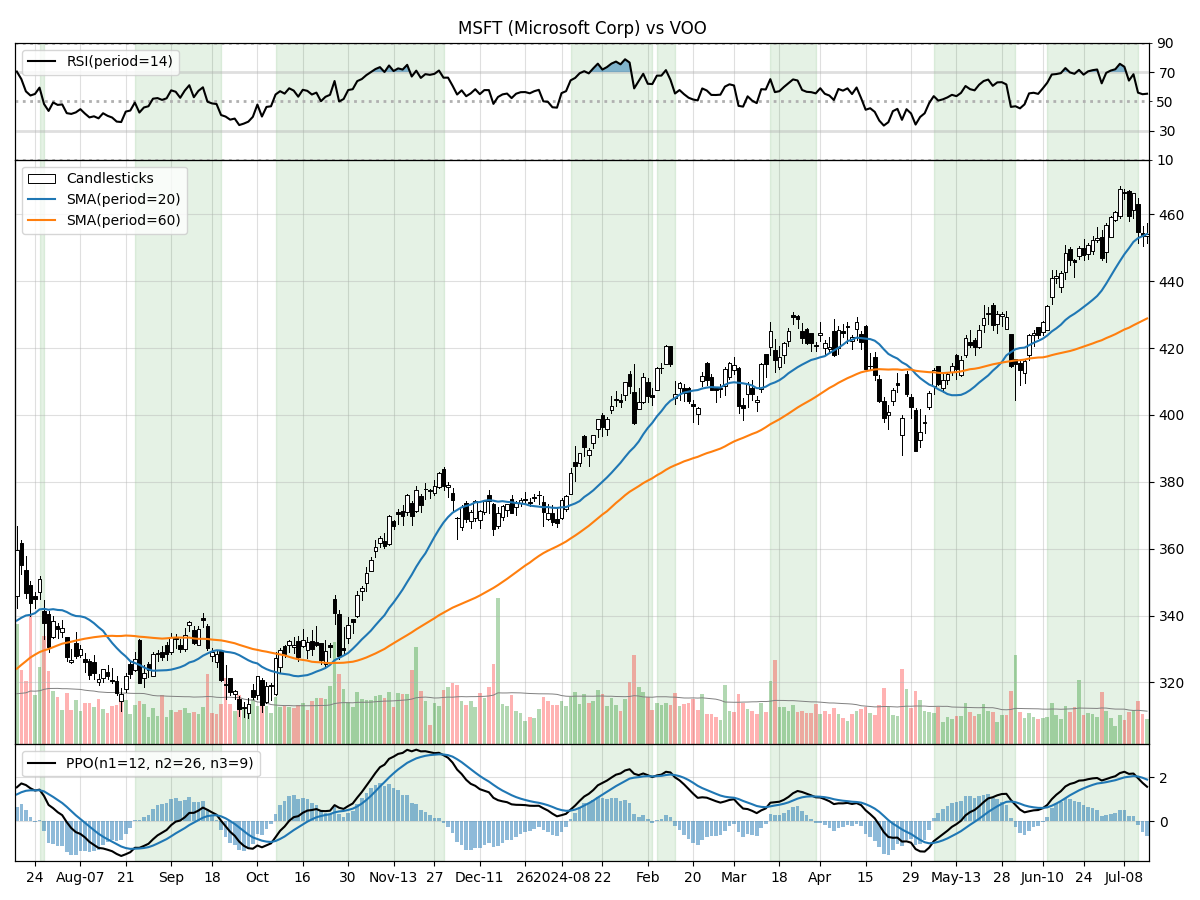 MSFT (Microsoft Corp) vs VOO
RSI(period=14)
90
70
50
30
10
Candlesticks
SMA(period=20)
SMA(period=60)
460
440
420
400
380
360
340
320
PPO(n1=12, n2=26, n3=9)
2
0
24 Aug-07 21 Sep 18 Oct 16 30 Nov-13 27 Dec-11 26 2024-08 22 Feb 20 Mar 18 Apr 15 29 May-13 28 Jun-10 24 Jul-08